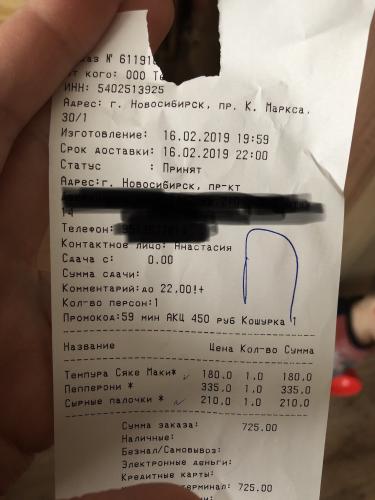 каз № 61191
от кого: ООО Те
ИНН: 5402513925
Адрес: г. Новосибирск, пр. К. Маркса,
30/1
Изготовление: 16.02.2019 19:59
Срок доставки: 16.02.2019 22:00
Статус : Принят
Адрес:г. Новосибирск, пр-кт
14
Телефон:
Контактное лицо: Анастасия
Сдача с: 0.00
Сумма сдачи:
Комментарий:до 22,00!+
Кол-во персон:1
Промокод:59 мин АКЦ 450 руб Кошурка 1
Название Цена Кол-во Сумма
Темпура Сяке Маки* 180.0 1.0 180.0
Пепперони * 335.0 1.0 335.0
Сырные палочки * 210.0 1.0 210.0
Сумма заказа: 725.00
Наличные:
Безнал/Самовывоз:
Электронные деньги:
Кредитные карты:
терминал: 725.00